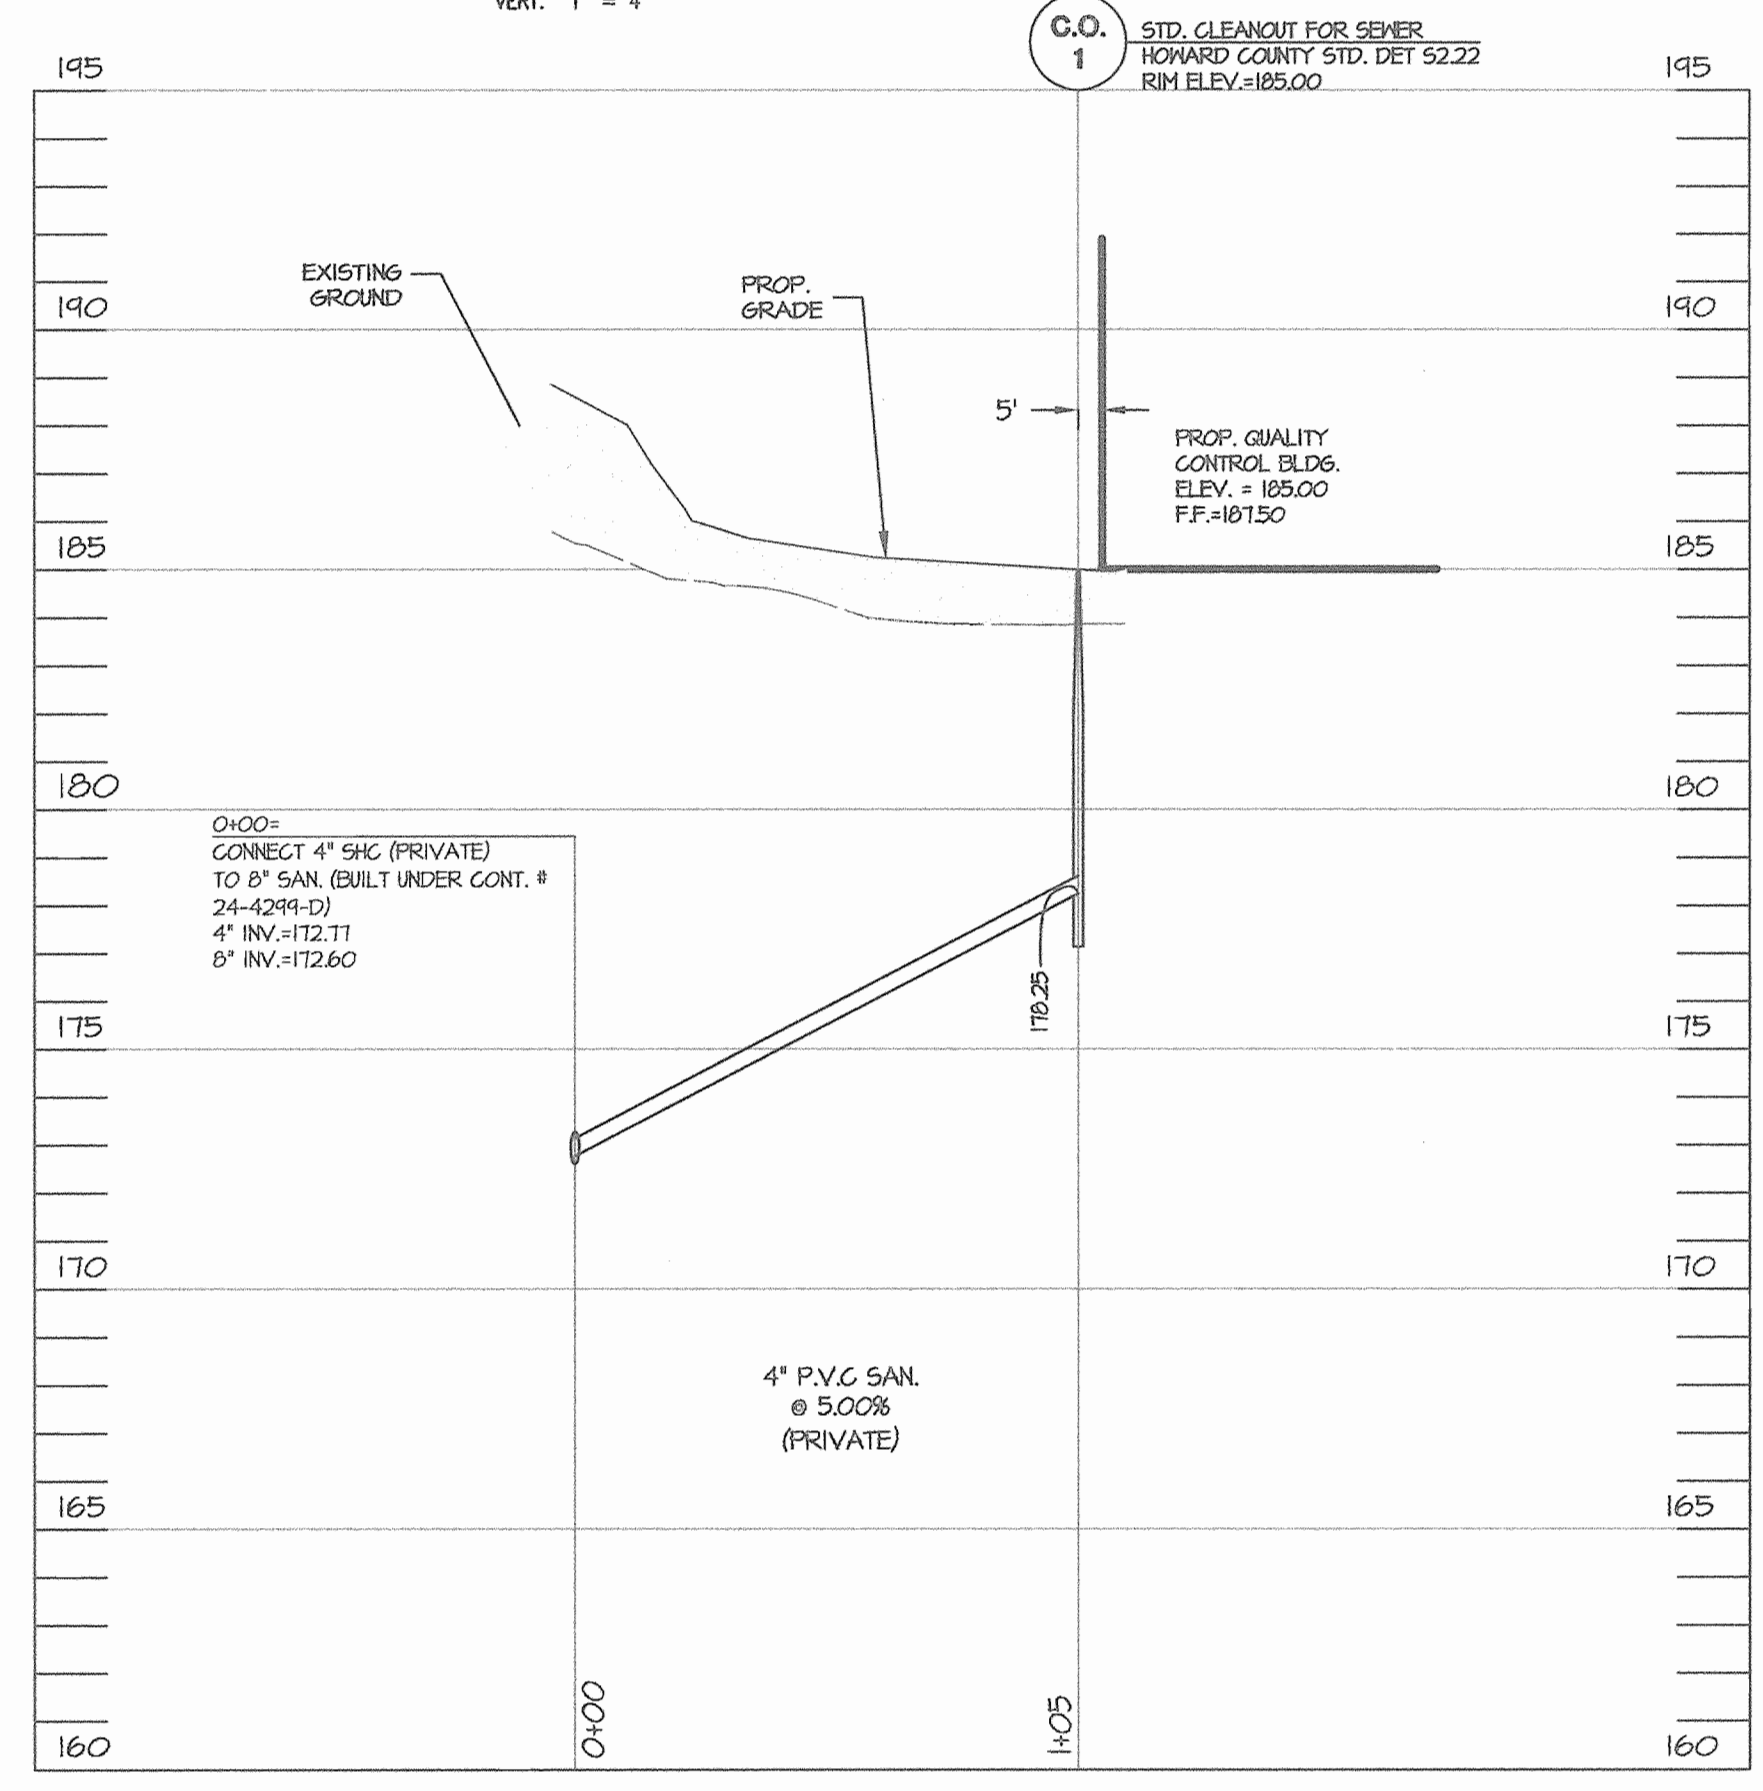 VERT. 1" = 4'
C.O.
1
STD. CLEANOUT FOR SEWER
HOWARD COUNTY STD. DET S2.22
RIM ELEV.=185.00
195
195
EXISTING
GROUND
PROP.
GRADE
190
190
5'
PROP. QUALITY
CONTROL BLDG.
ELEV. = 185.00
F.F.=187.50
185
185
180
180
0+00=
CONNECT 4" SHC (PRIVATE)
TO 8" SAN. (BUILT UNDER CONT. #
24-4299-D)
4" INV.=172.77
8" INV.=172.60
178.25
175
175
170
170
4" P.V.C SAN.
@ 5.00%
(PRIVATE)
165
165
0+00
1+05
160
160